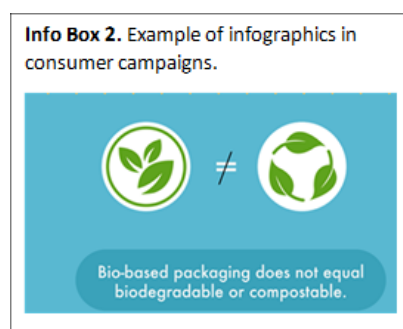 Info Box 2. Example of infographics in
consumer campaigns.
≠
Bio-based packaging does not equal
biodegradable or compostable.